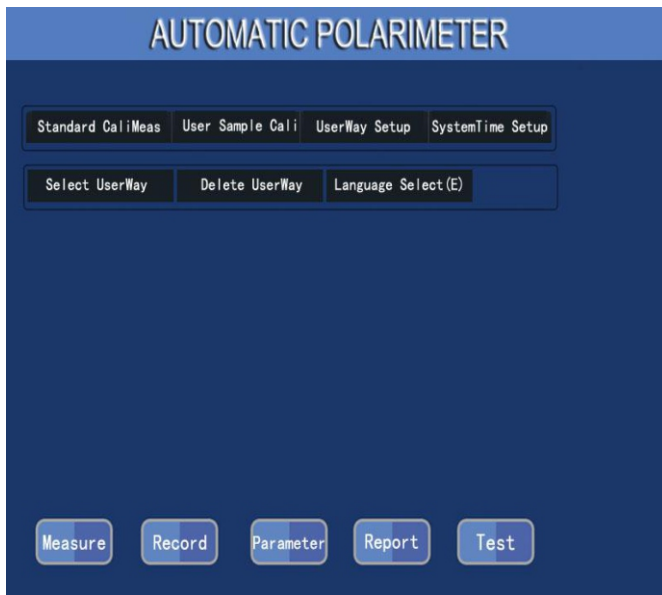 AUTOMATIC POLARIMETER
Standard CaliMeas User Sample Cali UserWay Setup SystemTime Setup
Select UserWay Delete UserWay Language Select(E)
Measure Record Parameter Report Test